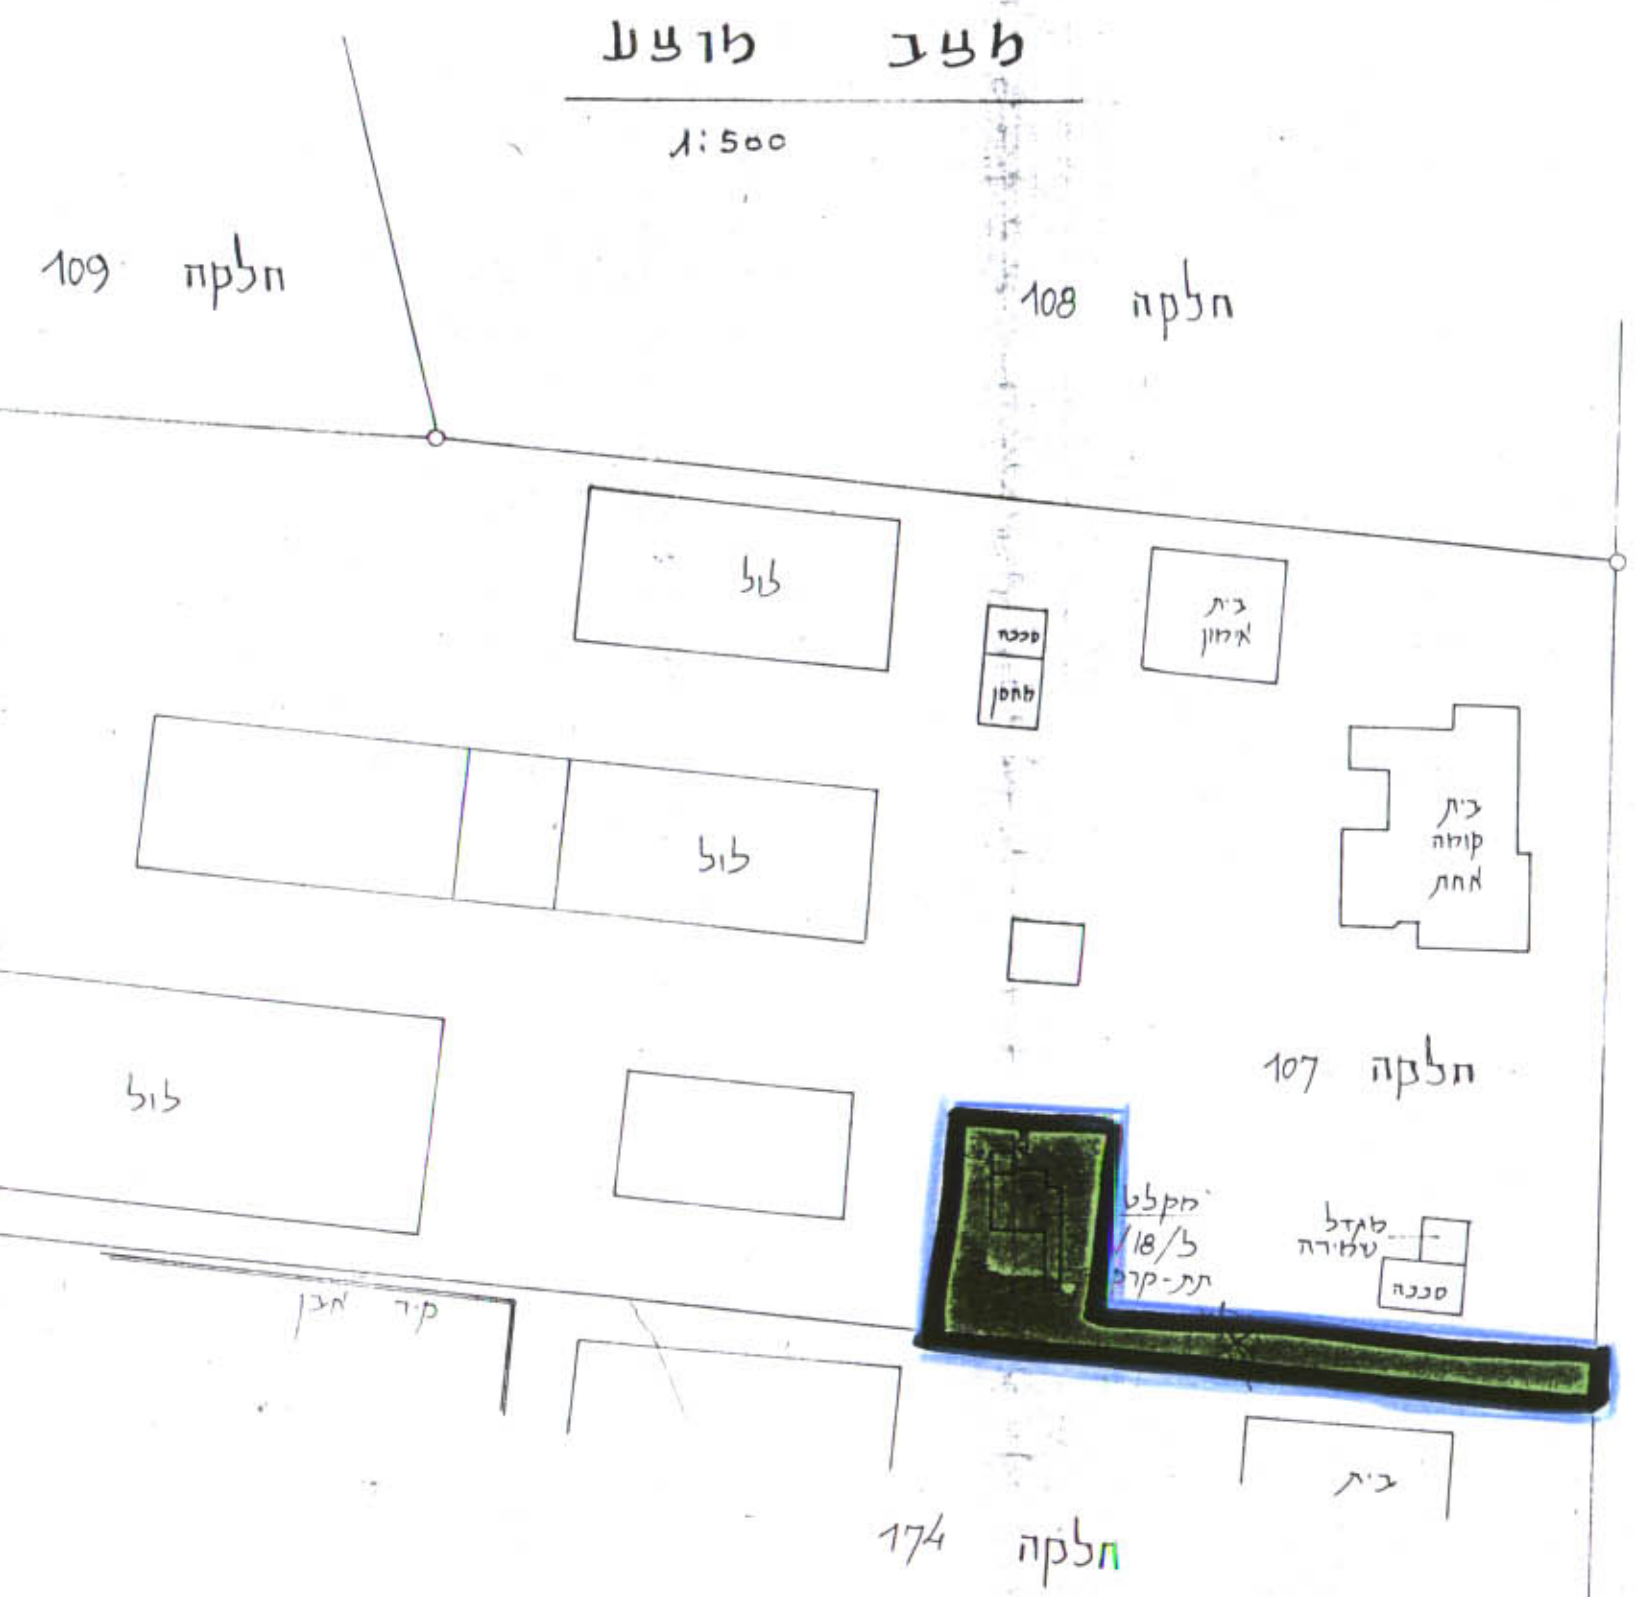 מצב מוצע
1:500
חלקה 109
חלקה 108
לול
סככה
מחסן
בית
אימון
לול
בית
קומה
אחת
לול
חלקה 107
מקלט
ל/18/
תת-קרק
מגדל
שמירה
סככה
קיר אבן
בית
חלקה 174